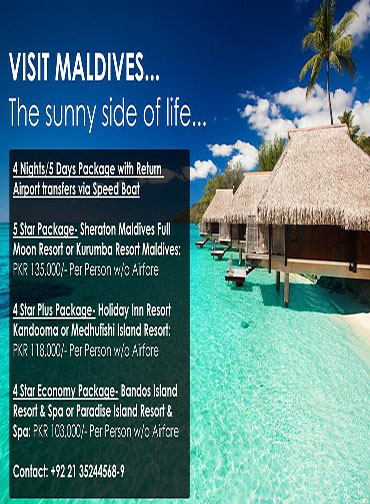 VISIT MALDIVES...
The sunny side of life...
4 Nights/5 Days Package with Return
Airport transfers via Speed Boat
5 Star Package- Sheraton Maldives Full
Moon Resort or Kurumba Resort Maldives:
PKR 135,000/- Per Person w/o Airfare
4 Star Plus Package- Holiday Inn Resort
Kandooma or Medhufishi Island Resort:
PKR 118,000/- Per Person w/o Airfare
4 Star Economy Package- Bandos Island
Resort & Spa or Paradise Island Resort &
Spa: PKR 103,000/- Per Person w/o Airfare
Contact: +92 21 35244568-9